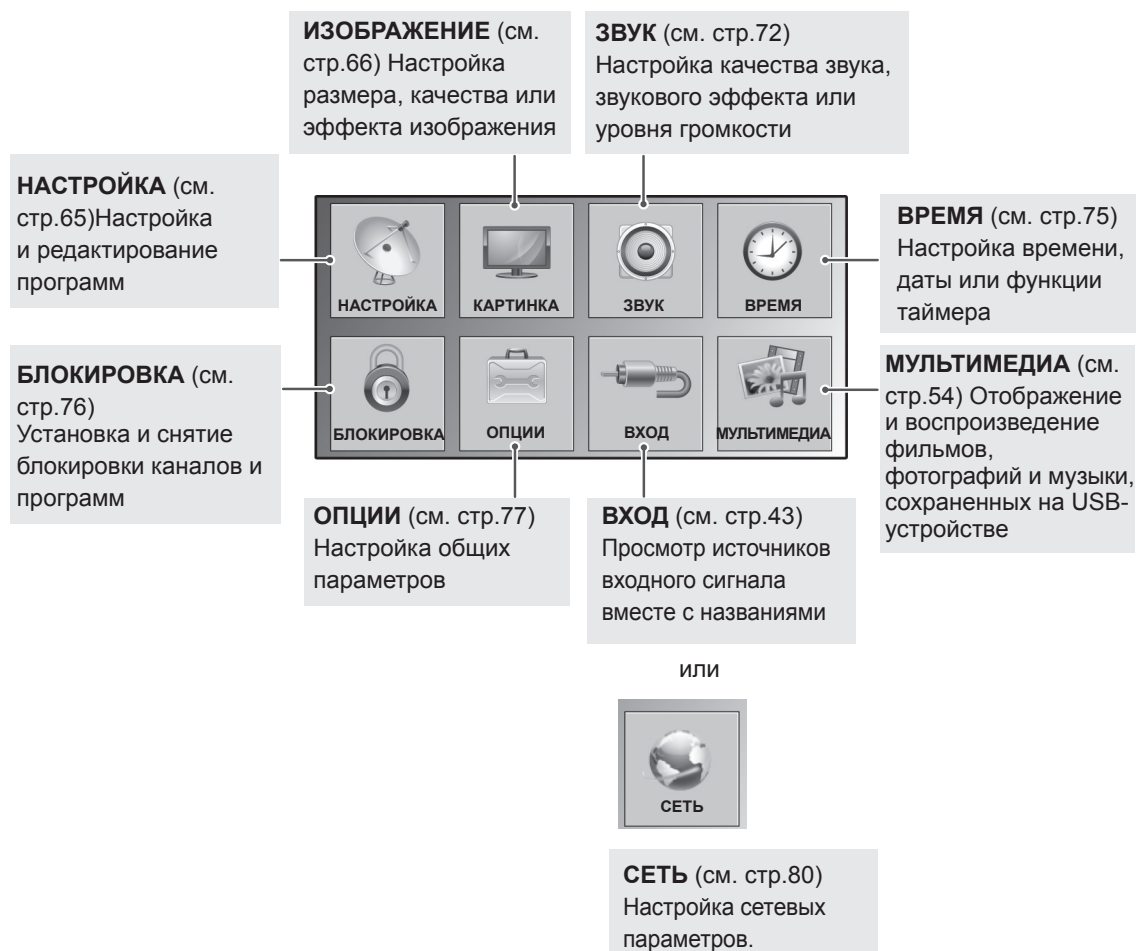 ИЗОБРАЖЕНИЕ (см.
стр.66) Настройка
размера, качества или
эффекта изображения
ЗВУК (см. стр.72)
Настройка качества звука,
звукового эффекта или
уровня громкости
НАСТРОЙКА (см.
стр.65)Настройка
и редактирование
программ
ВРЕМЯ (см. стр.75)
Настройка времени,
даты или функции
таймера
НАСТРОЙКА
КАРТИНКА
ЗВУК
ВРЕМЯ
БЛОКИРОВКА (см.
стр.76)
Установка и снятие
блокировки каналов и
программ
БЛОКИРОВКА
ОПЦИИ
ВХОД
МУЛЬТИМЕДИА
МУЛЬТИМЕДИА (см.
стр.54) Отображение
и воспроизведение
фильмов,
фотографий и музыки,
сохраненных на USB-
устройстве
ОПЦИИ (см. стр.77)
Настройка общих
параметров
ВХОД (см. стр.43)
Просмотр источников
входного сигнала
вместе с названиями
или
СЕТЬ
СЕТЬ (см. стр.80)
Настройка сетевых
параметров.